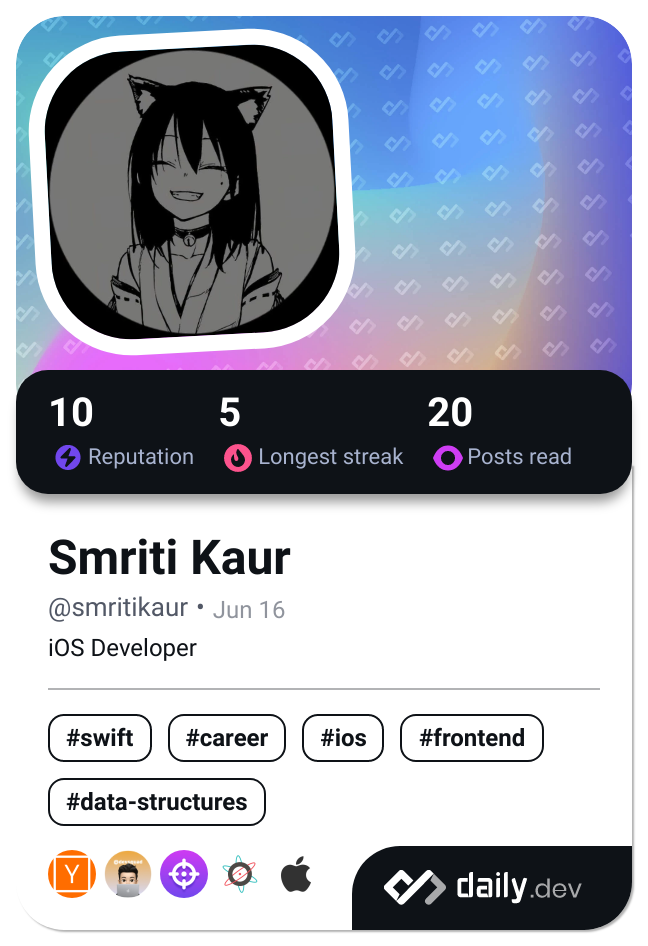 10 5 20
Reputation Longest streak Posts read
Smriti Kaur
@smritikaur • Jun 16
iOS Developer
#swift #career #ios #frontend
#data-structures
Y
daily.dev